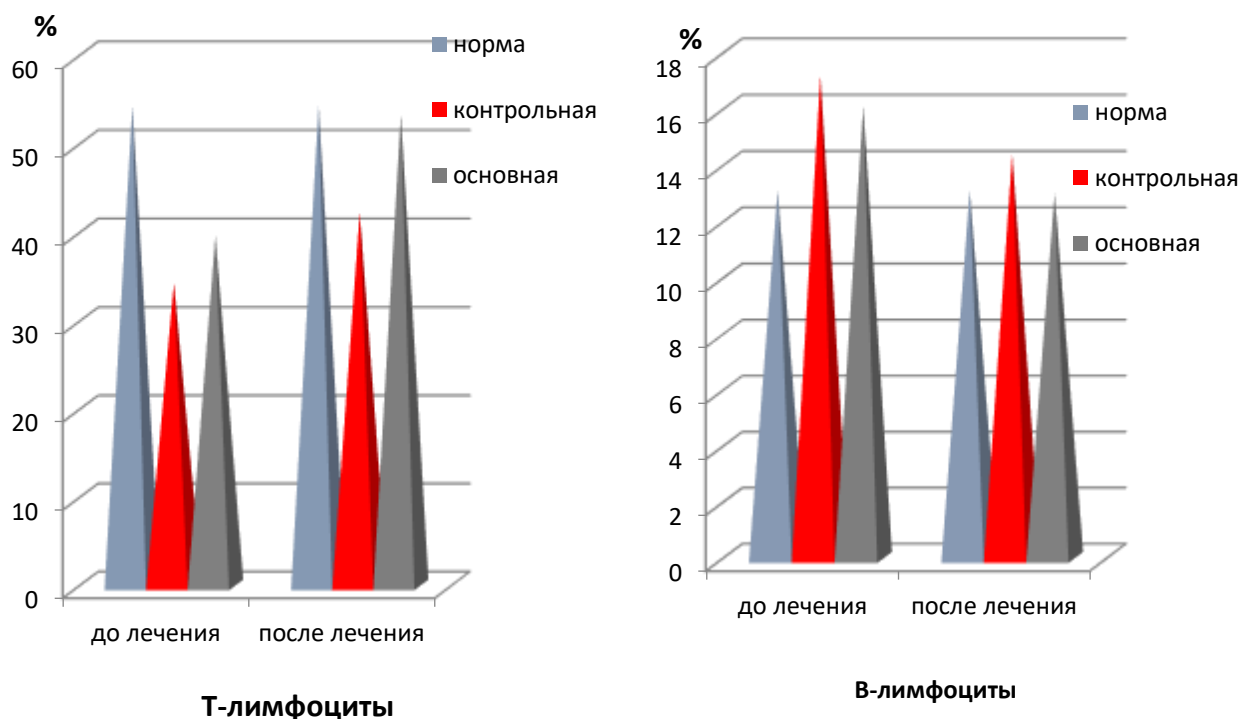 %
60
50
40
30
20
10
0
до лечения
после лечения
норма
контрольная
основная
Т-лимфоциты
%
18
16
14
12
10
8
6
4
2
0
до лечения
после лечения
норма
контрольная
основная
В-лимфоциты